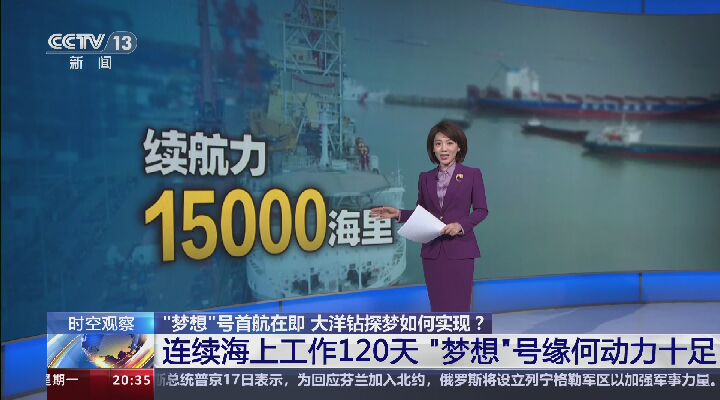 CCTV 13
新闻
续航力
15000海里
时空观察
"梦想"号首航在即 大洋钻探梦如何实现？
连续海上工作120天 "梦想"号缘何动力十足
星期一
20:35
总统普京17日表示，为回应芬兰加入北约，俄罗斯将设立列宁格勒军区以加强军事力量。